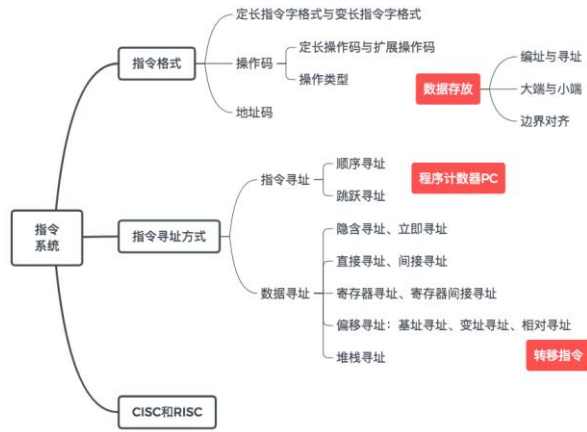 定长指令字格式与变长指令字格式
指令格式
操作码
定长操作码与扩展操作码
操作类型
地址码
数据存放
编址与寻址
大端与小端
边界对齐
指令
系统
指令寻址方式
指令寻址
顺序寻址
跳跃寻址
程序计数器PC
数据寻址
隐含寻址、立即寻址
直接寻址、间接寻址
寄存器寻址、寄存器间接寻址
偏移寻址：基址寻址、变址寻址、相对寻址
堆栈寻址
转移指令
CISC和RISC